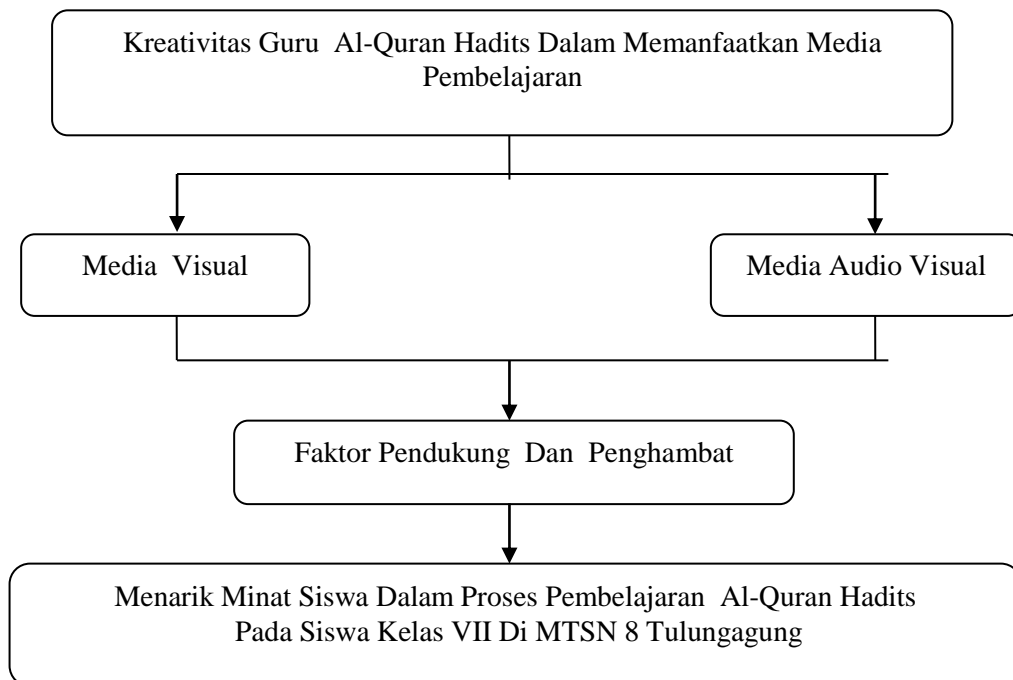 Kreativitas Guru Al-Quran Hadits Dalam Memanfaatkan Media
Pembelajaran
Media Visual
Media Audio Visual
Faktor Pendukung Dan Penghambat
Menarik Minat Siswa Dalam Proses Pembelajaran Al-Quran Hadits
Pada Siswa Kelas VII Di MTSN 8 Tulungagung